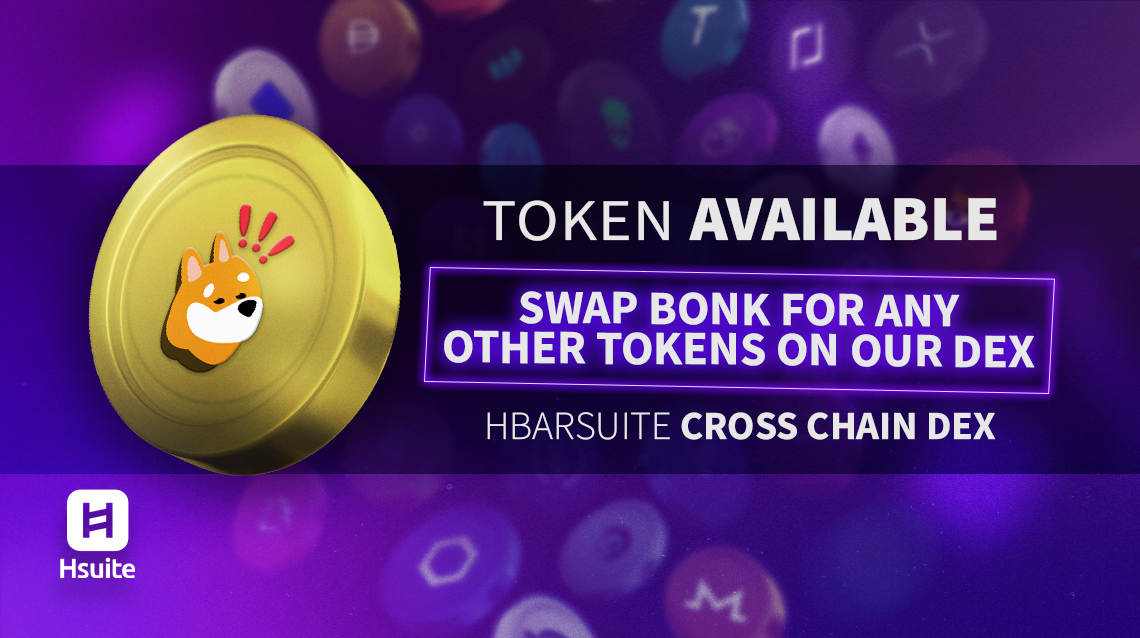 TOKEN AVAILABLE
SWAP BONK FOR ANY
OTHER TOKENS ON OUR DEX
HBARSUITE CROSS CHAIN DEX
Hsuite